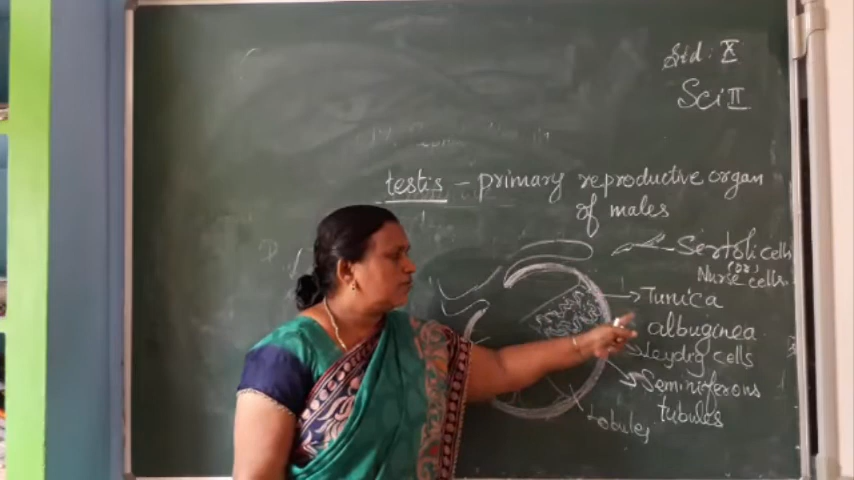 Std : X
Sci II
testis - primary reproductive organ
of males
Sertoli cells
(or)
Nurse cells.
Tunica
albuginea
Leydig cells
Seminiferous
tubules
Lobules